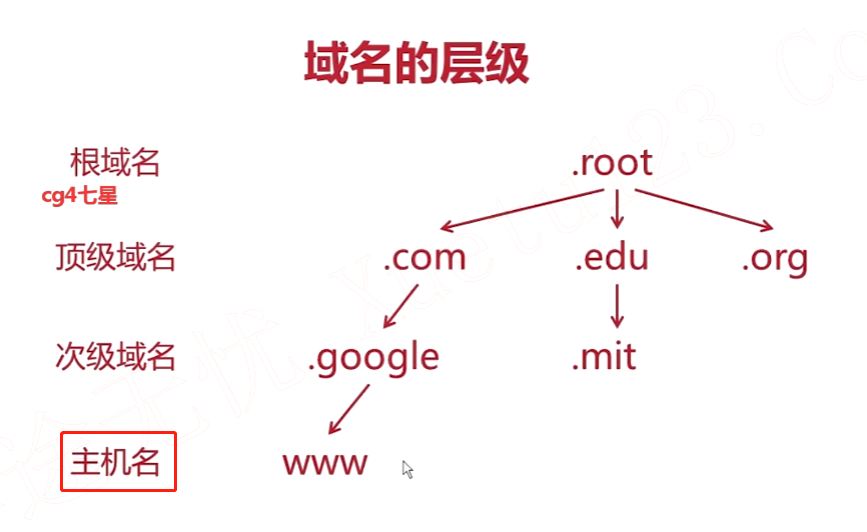 域名的层级
根域名 .root
cg4七星
顶级域名 .com .edu .org
次级域名 .google .mit
主机名 www